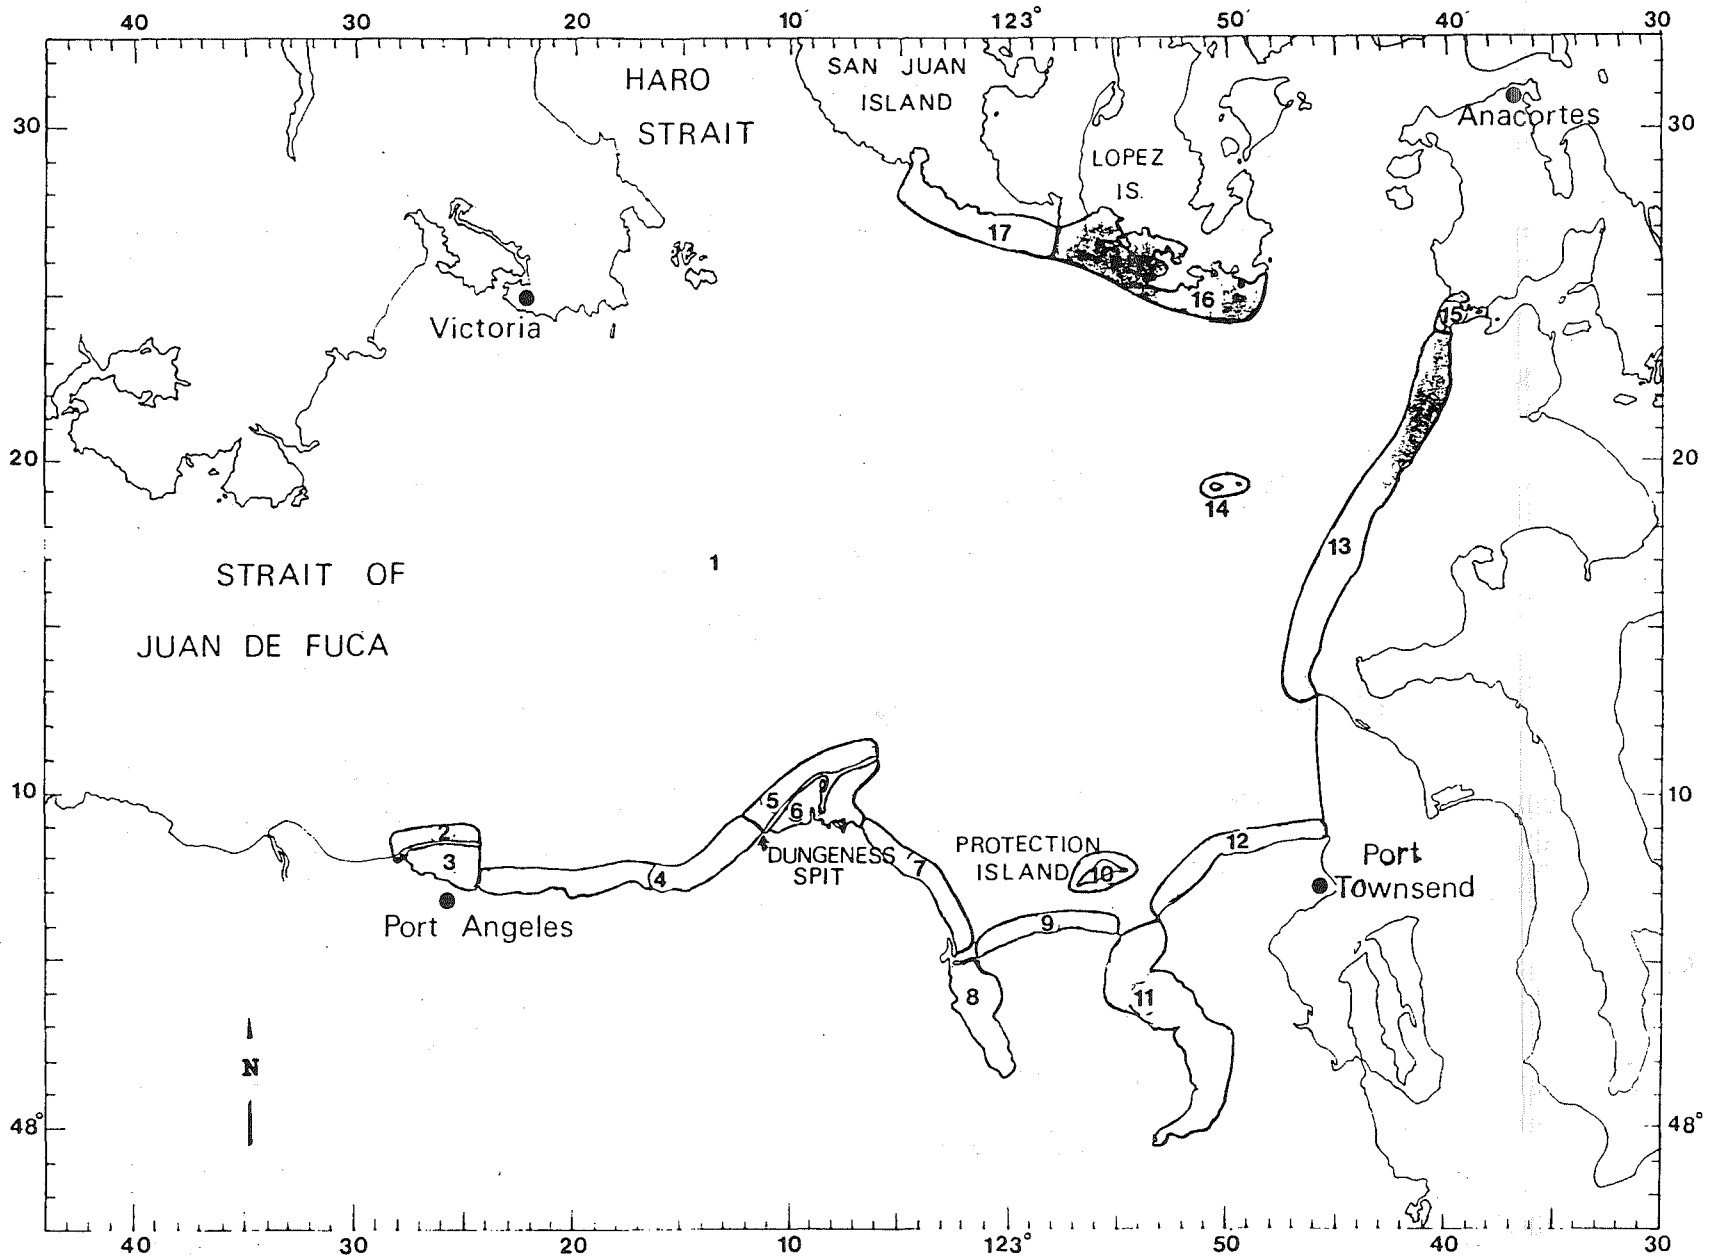 40 30 20 10′ 123° 50′ 40′ 30
HARO
STRAIT
SAN JUAN
ISLAND
Anacortes
30 30
LOPEZ
IS.
17
16
15
Victoria
20 20
14
13
1
STRAIT OF
JUAN DE FUCA
10 10
5
6
2
3
DUNGENESS
SPIT
4
7
PROTECTION
ISLAND
10
12
Port
Townsend
Port Angeles
9
8
11
N
48° 48°
40 30 20 10 123° 50 40 30